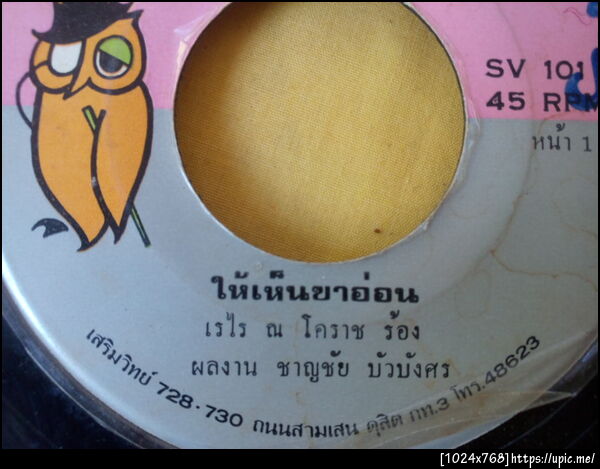 SV 101
45 RPM
หน้า 1
ให้เห็นขาอ่อน
เรไร ณ โคราช ร้อง
ผลงาน ชาญชัย บัวบังศร
เสริมวิทย์ 728-730 ถนนสามเสน ดุสิต กท.3 โทร.48623
[1024x768]https://upic.me/